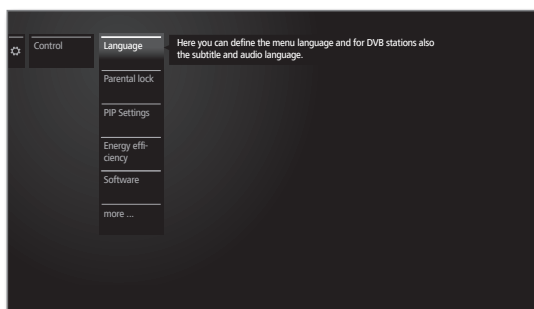 Control
Language
Here you can define the menu language and for DVB stations also
the subtitle and audio language.
Parental lock
PIP Settings
Energy effi-
ciency
Software
more ...